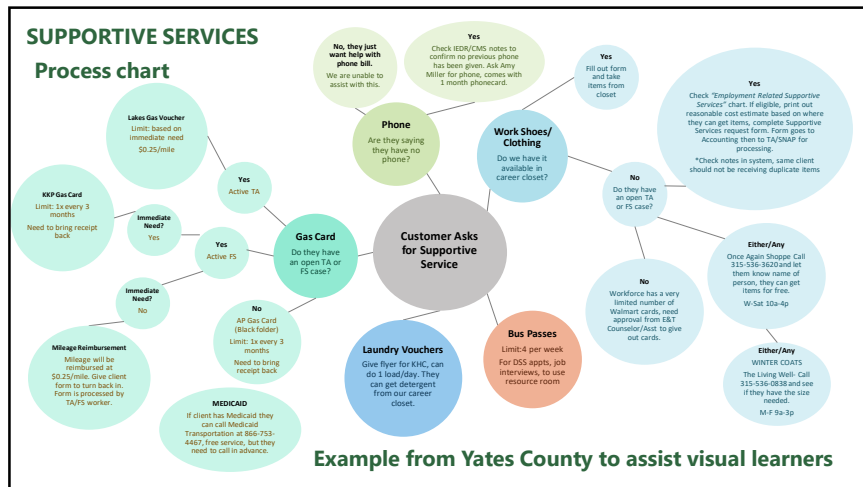 SUPPORTIVE SERVICES
Process chart
No, they just
want help with
phone bill.
We are unable to
assist with this.
Yes
Check IEDR/CMS notes to
confirm no previous phone
has been given. Ask Amy
Miller for phone, comes with
1 month phonecard.
Fill out form
and take
items from
closet
Yes
Check "Employment Related Supportive
Services" chart. If eligible, print out
reasonable cost estimate based on where
they can get items, complete Supportive
Services request form. Form goes to
Accounting then to TA/SNAP for
processing.
*Check notes in system, same client
should not be receiving duplicate items
Lakes Gas Voucher
Limit: based on
immediate need
$0.25/mile
Phone
Are they saying
they have no
phone?
Work Shoes/
Clothing
Do we have it
available in
career closet?
Yes
Active TA
No
Do they have
an open TA
or FS case?
KKP Gas Card
Limit: 1x every 3
months
Need to bring receipt
back
Immediate
Need?
Yes
Yes
Active FS
Gas Card
Do they have
an open TA or
FS case?
Customer Asks
for Supportive
Service
Either/Any
Once Again Shoppe Call
315-536-3620 and let
them know name of
person, they can get
items for free.
W-Sat 10a-4p
Immediate
Need?
No
No
AP Gas Card
(Black folder)
Limit: 1x every 3
months
Need to bring
receipt back
No
Workforce has a very
limited number of
Walmart cards, need
approval from E&T
Counselor/Asst to give
out cards.
Mileage Reimbursement
Mileage will be
reimbursed at
$0.25/mile. Give client
form to turn back in.
Form is processed by
TA/FS worker.
Laundry Vouchers
Give flyer for KHC, can
do 1 load/day. They
can get detergent from
our career
closet.
Bus Passes
Limit:4 per week
For DSS appts, job
interviews, to use
resource room
Either/Any
WINTER COATS
The Living Well- Call
315-536-0838 and see
if they have the size
needed.
M-F 9a-3p
MEDICAID
If client has Medicaid they
can call Medicaid
Transportation at 866-753-
4467, free service, but they
need to call in advance.
Example from Yates County to assist visual learners